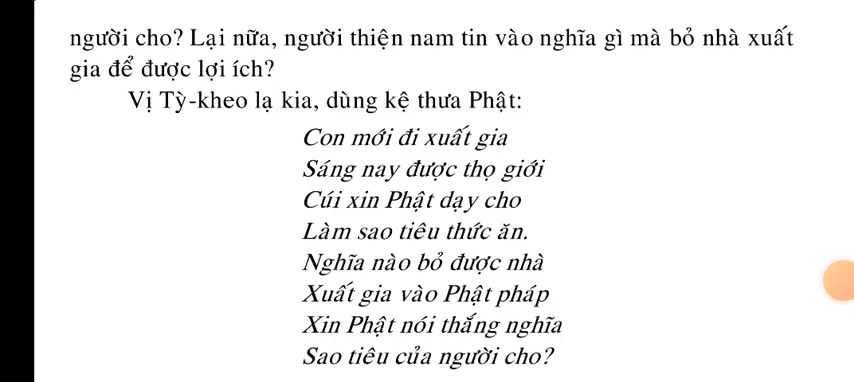 người cho? Lại nữa, người thiện nam tin vào nghĩa gì mà bỏ nhà xuất
gia để được lợi ích?
Vị Tỳ-kheo lạ kia, dùng kệ thưa Phật:
Con mới đi xuất gia
Sáng nay được thọ giới
Cúi xin Phật dạy cho
Làm sao tiêu thức ăn.
Nghĩa nào bỏ được nhà
Xuất gia vào Phật pháp
Xin Phật nói thắng nghĩa
Sao tiêu của người cho?